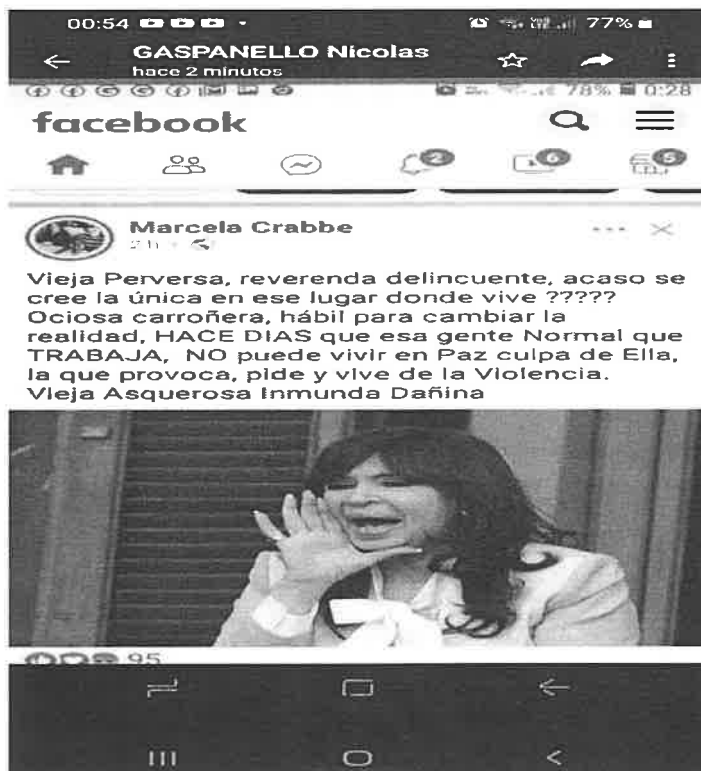 00:54
77%
GASPANELLO Nicolas
hace 2 minutos
78% 0:28
facebook
2
6
5
Marcela Crabbe
2 h
Vieja Perversa, reverenda delincuente, acaso se
cree la única en ese lugar donde vive ?????
Ociosa carroñera, hábil para cambiar la
realidad, HACE DIAS que esa gente Normal que
TRABAJA, NO puede vivir en Paz culpa de Ella,
la que provoca, pide y vive de la Violencia.
Vieja Asquerosa Inmunda Dañina
95